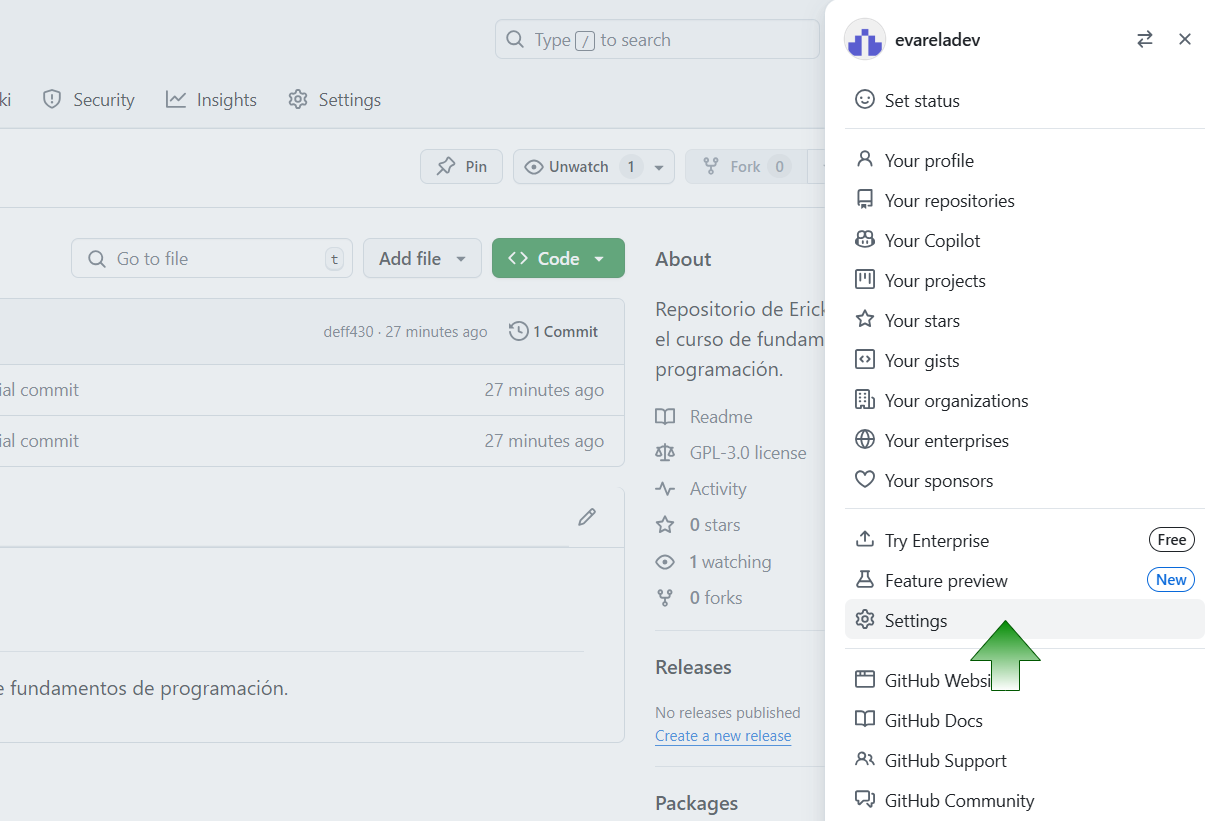 Type / to search
ki
Security
Insights
Settings
Pin
Unwatch 1
Fork 0
Go to file t
Add file
Code
deff430 · 27 minutes ago
1 Commit
ial commit
27 minutes ago
ial commit
27 minutes ago
e fundamentos de programación.
About
Repositorio de Erick
el curso de fundam
programación.
Readme
GPL-3.0 license
Activity
0 stars
1 watching
0 forks
Releases
No releases published
Create a new release
Packages
evareladev
Set status
Your profile
Your repositories
Your Copilot
Your projects
Your stars
Your gists
Your organizations
Your enterprises
Your sponsors
Try Enterprise Free
Feature preview New
Settings
GitHub Websi
GitHub Docs
GitHub Support
GitHub Community